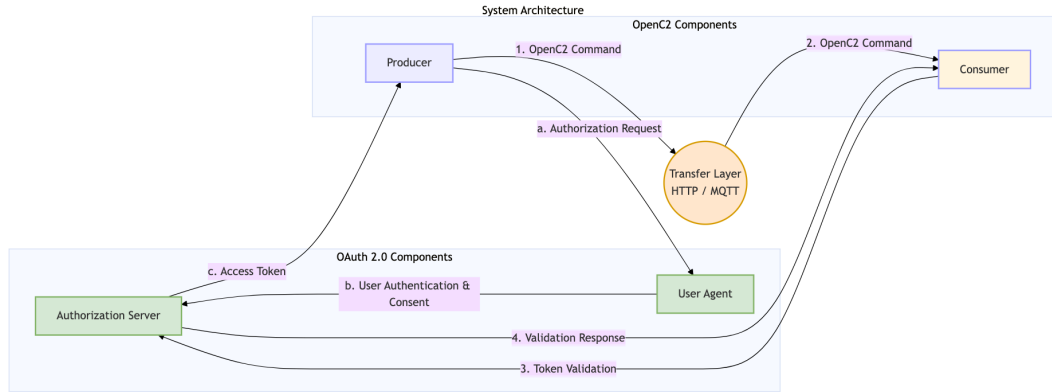 System Architecture
OpenC2 Components
Producer
1. OpenC2 Command
2. OpenC2 Command
Consumer
a. Authorization Request
Transfer Layer
HTTP / MQTT
OAuth 2.0 Components
c. Access Token
b. User Authentication &
Consent
User Agent
Authorization Server
4. Validation Response
3. Token Validation